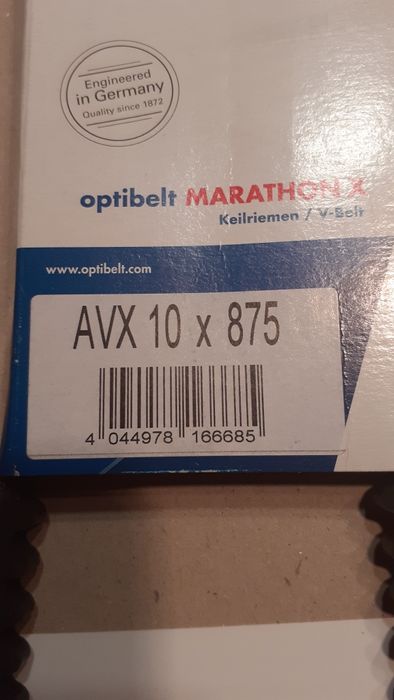 Engineered
in Germany
Quality since 1872
optibelt MARATHON X
Keilriemen / V-Belt
www.optibelt.com
AVX 10 x 875
4 044978 166685